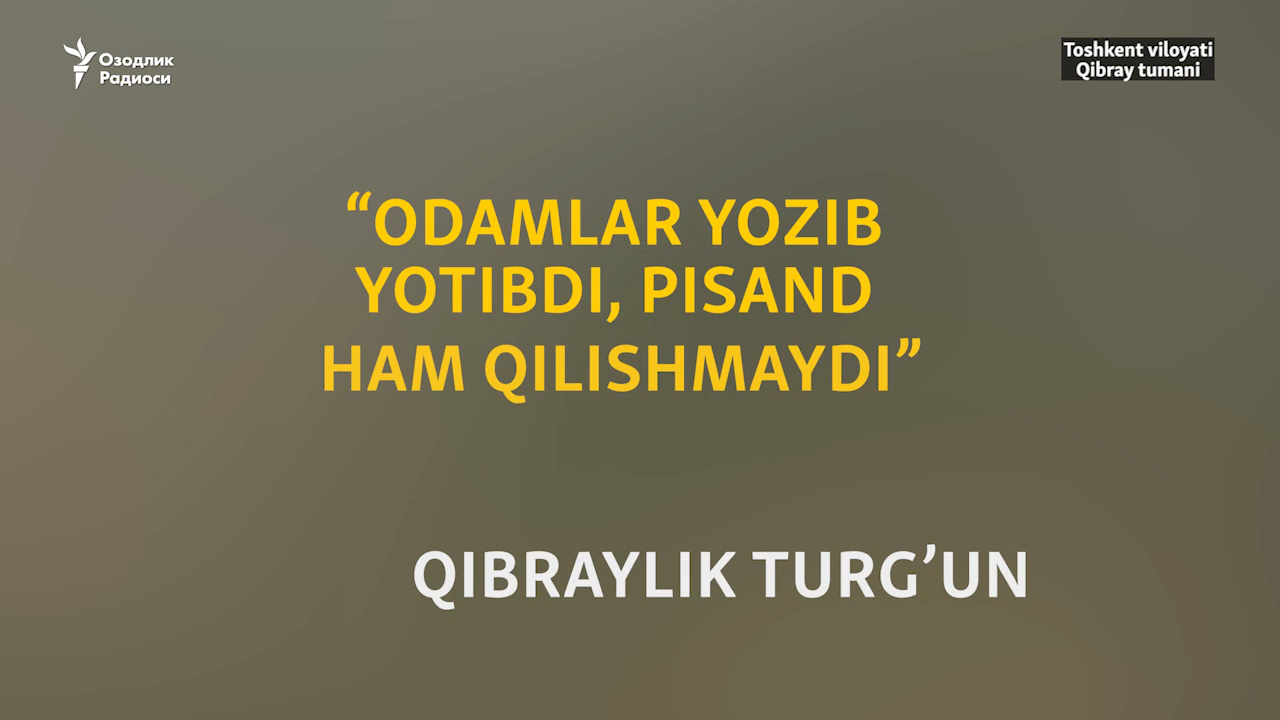 Озодлик
Радиоси
Toshkent viloyati
Qibray tumani
“ODAMLAR YOZIB
YOTIBDI, PISAND
HAM QILISHMAYDI”
QIBRAYLIK TURG’UN